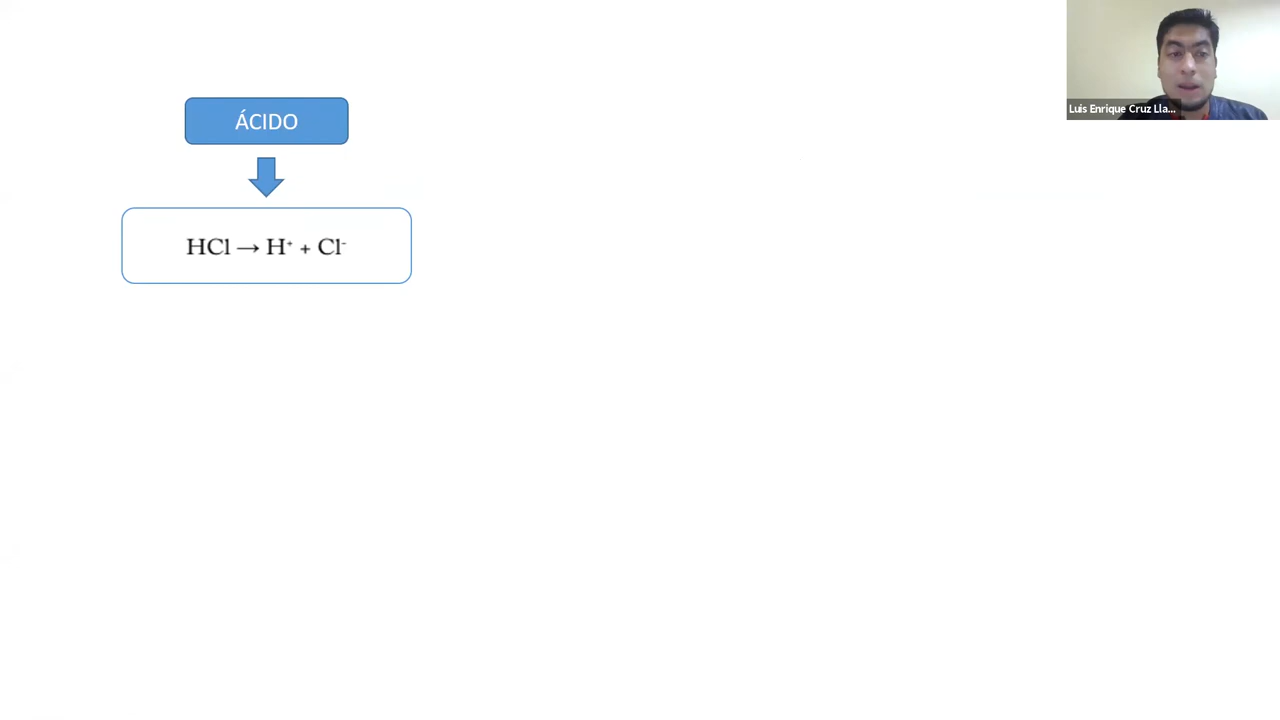 ÁCIDO
HCl → H⁺ + Cl⁻
Luis Enrique Cruz Lla...